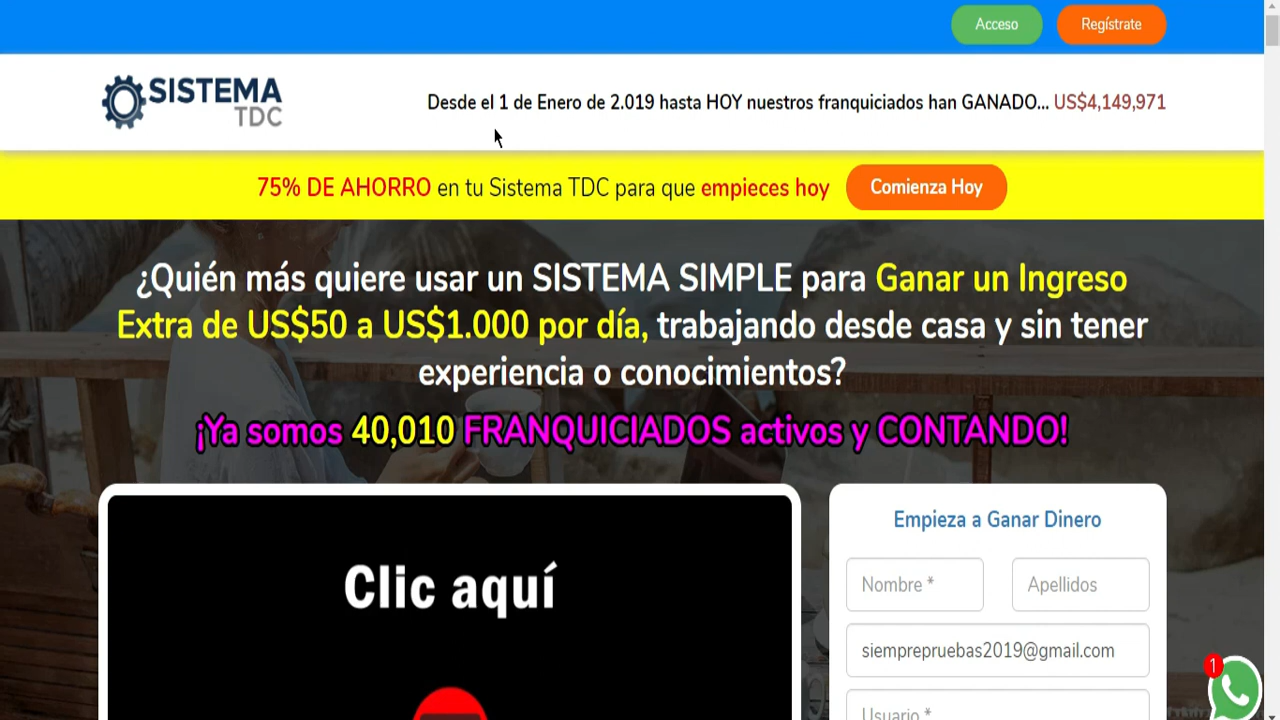 Acceso
Regístrate
SISTEMA
TDC
Desde el 1 de Enero de 2.019 hasta HOY nuestros franquiciados han GANADO... US$4,149,971
75% DE AHORRO en tu Sistema TDC para que empieces hoy
Comienza Hoy
¿Quién más quiere usar un SISTEMA SIMPLE para Ganar un Ingreso
Extra de US$50 a US$1.000 por día, trabajando desde casa y sin tener
experiencia o conocimientos?
¡Ya somos 40,010 FRANQUICIADOS activos y CONTANDO!
Clic aquí
Empieza a Ganar Dinero
Nombre *
Apellidos
siemprepruebas2019@gmail.com
Usuario *
1